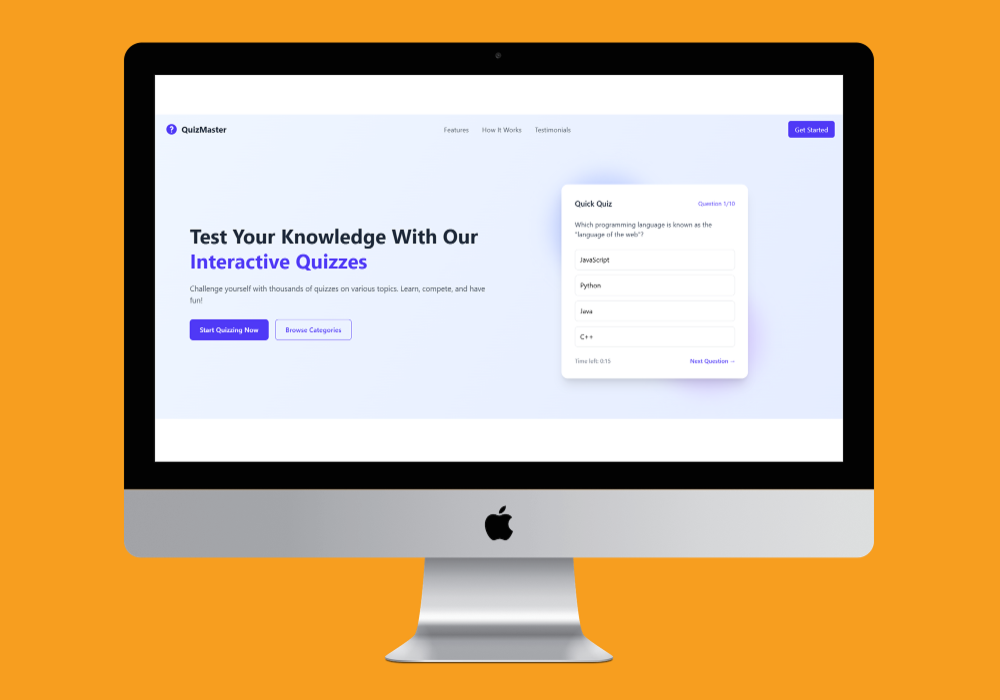 ? QuizMaster
Features How It Works Testimonials
Get Started
Test Your Knowledge With Our
Interactive Quizzes
Challenge yourself with thousands of quizzes on various topics. Learn, compete, and have
fun!
Start Quizzing Now
Browse Categories
Quick Quiz
Question 1/10
Which programming language is known as the
"language of the web"?
JavaScript
Python
Java
C++
Time left: 0:15
Next Question →